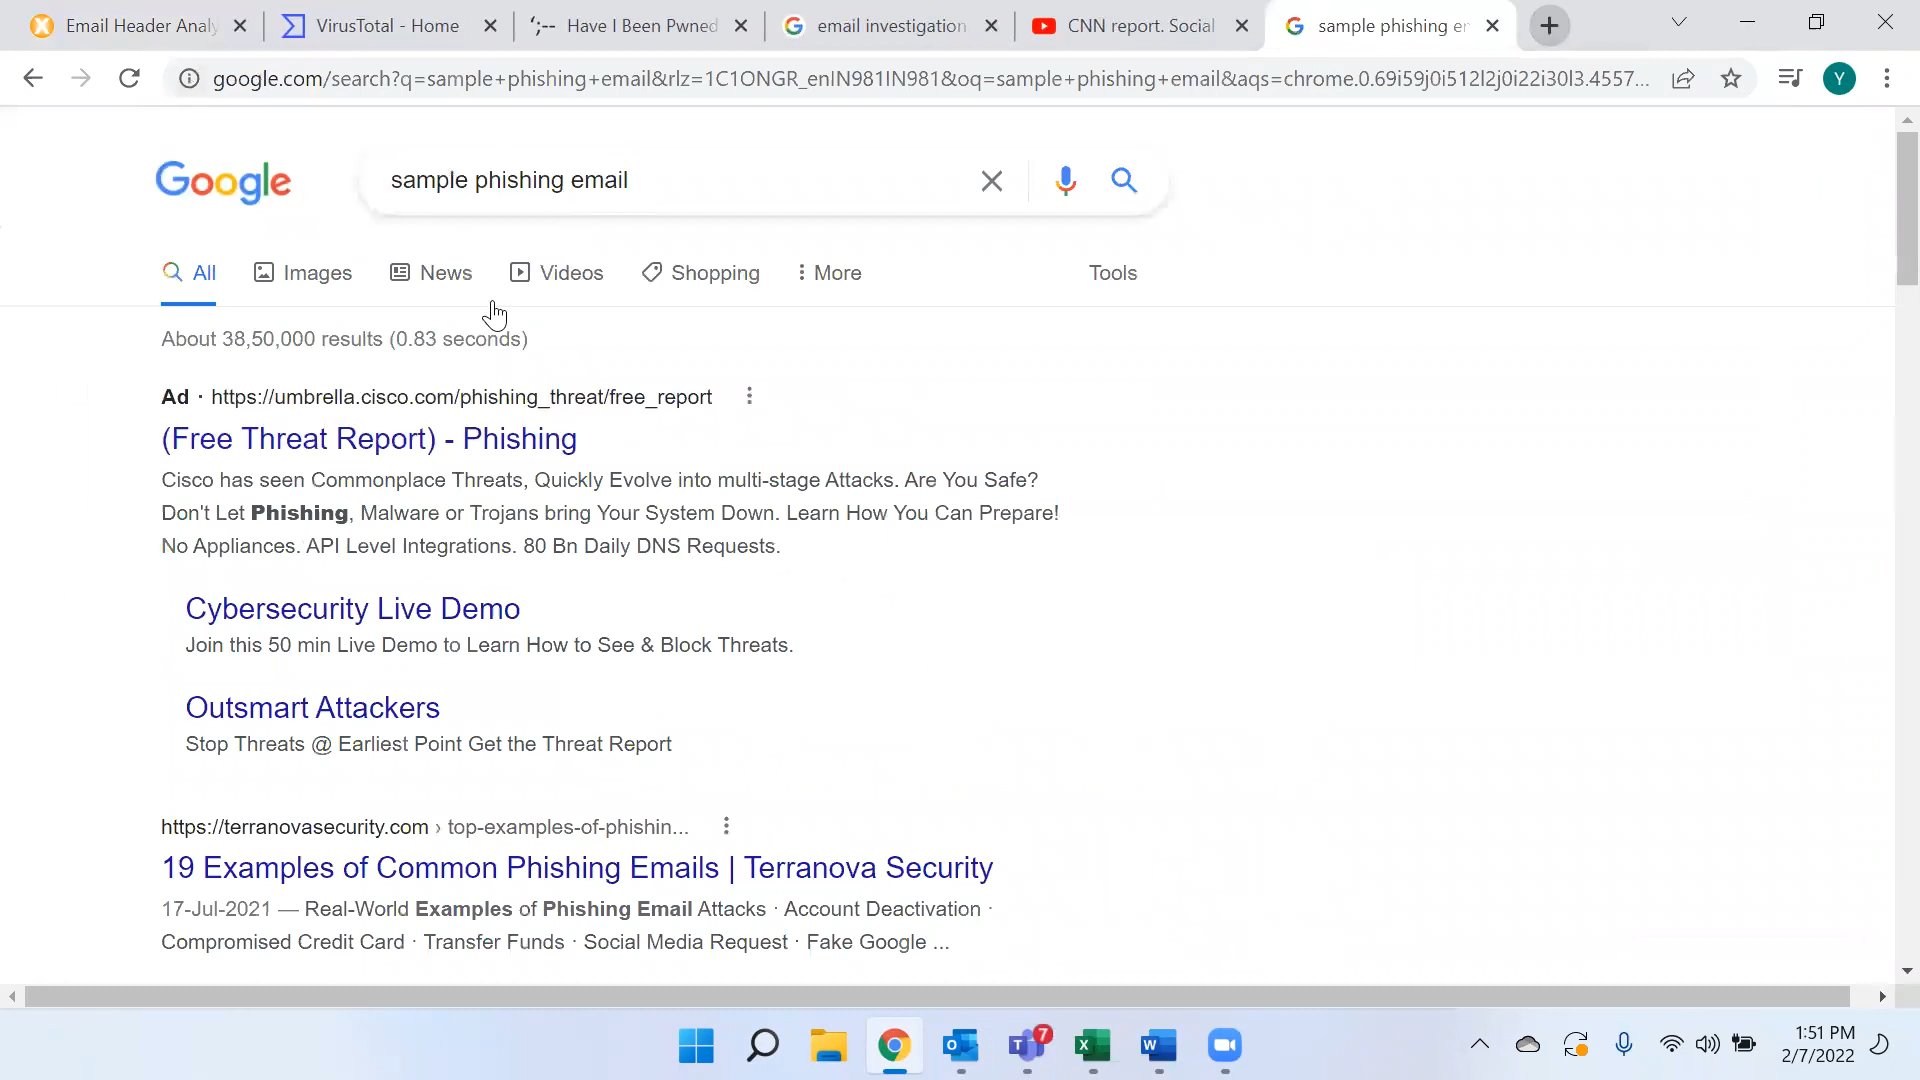 Email Header Analy
VirusTotal - Home
';-- Have I Been Pwned
email investigation
CNN report. Social
sample phishing en
google.com/search?q=sample+phishing+email&rlz=1C1ONGR_enIN981IN981&oq=sample+phishing+email&aqs=chrome.0.69i59j0i512l2j0i22i30l3.4557...
Y
Google
sample phishing email
All
Images
News
Videos
Shopping
More
Tools
About 38,50,000 results (0.83 seconds)
Ad · https://umbrella.cisco.com/phishing_threat/free_report
(Free Threat Report) - Phishing
Cisco has seen Commonplace Threats, Quickly Evolve into multi-stage Attacks. Are You Safe?
Don't Let Phishing, Malware or Trojans bring Your System Down. Learn How You Can Prepare!
No Appliances. API Level Integrations. 80 Bn Daily DNS Requests.
Cybersecurity Live Demo
Join this 50 min Live Demo to Learn How to See & Block Threats.
Outsmart Attackers
Stop Threats @ Earliest Point Get the Threat Report
https://terranovasecurity.com › top-examples-of-phishin...
19 Examples of Common Phishing Emails | Terranova Security
17-Jul-2021 — Real-World Examples of Phishing Email Attacks · Account Deactivation ·
Compromised Credit Card · Transfer Funds · Social Media Request · Fake Google ...
O
T
7
X
W
1:51 PM
2/7/2022